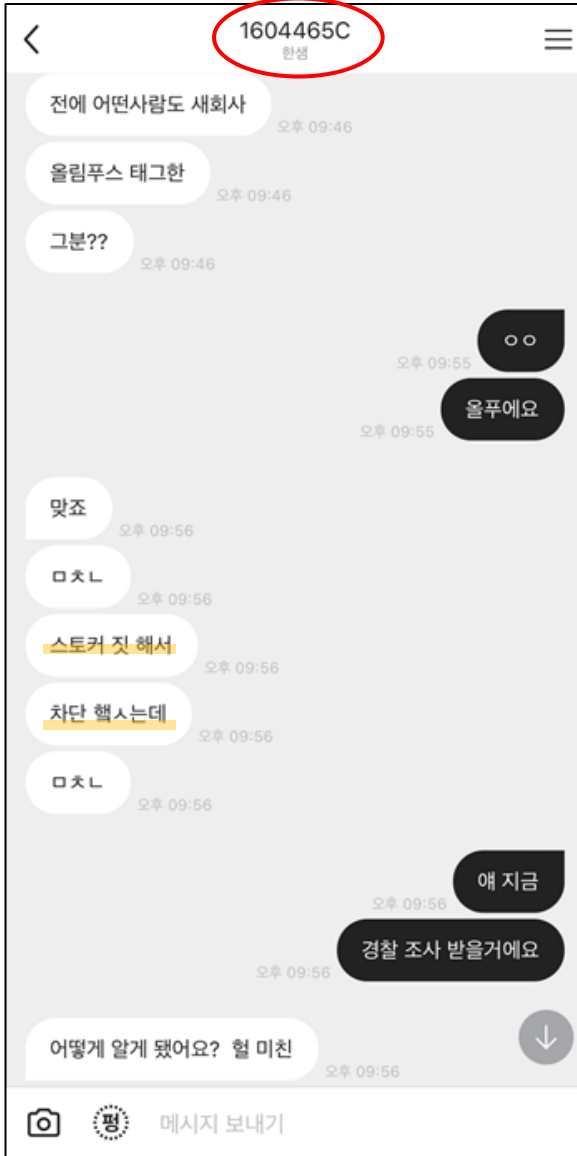 1604465C
한샘
전에 어떤사람도 새회사
오후 09:46
올림푸스 태그한
오후 09:46
그분??
오후 09:46
ㅇㅇ
오후 09:55
올푸에요
오후 09:55
맞죠
오후 09:56
ㅁㅊㄴ
오후 09:56
스토커 짓 해서
오후 09:56
차단 햌ㅅ는데
오후 09:56
ㅁㅊㄴ
오후 09:56
얘 지금
오후 09:56
경찰 조사 받을거에요
오후 09:56
어떻게 알게 됐어요? 헐 미친
오후 09:56
평
메시지 보내기